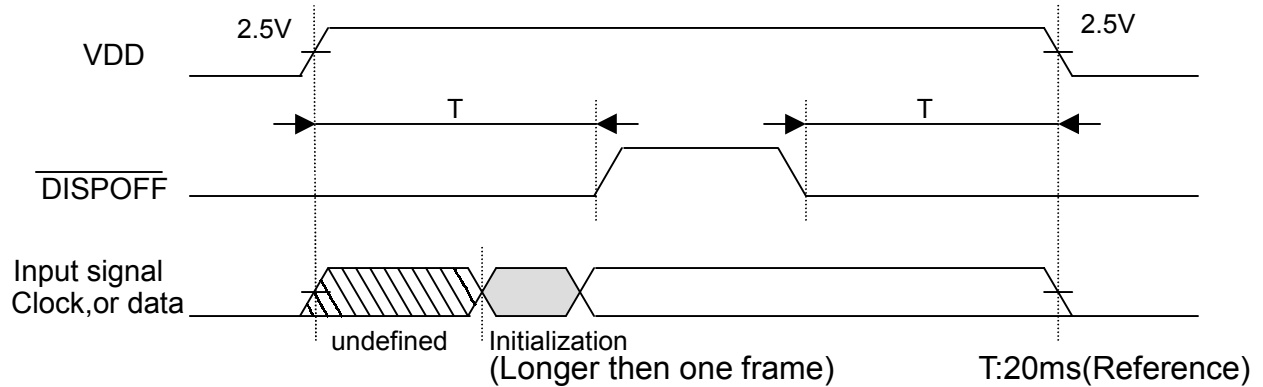 2.5V
2.5V
VDD
T
T
DISPOFF
Input signal
Clock,or data
undefined
Initialization
(Longer then one frame)
T:20ms(Reference)